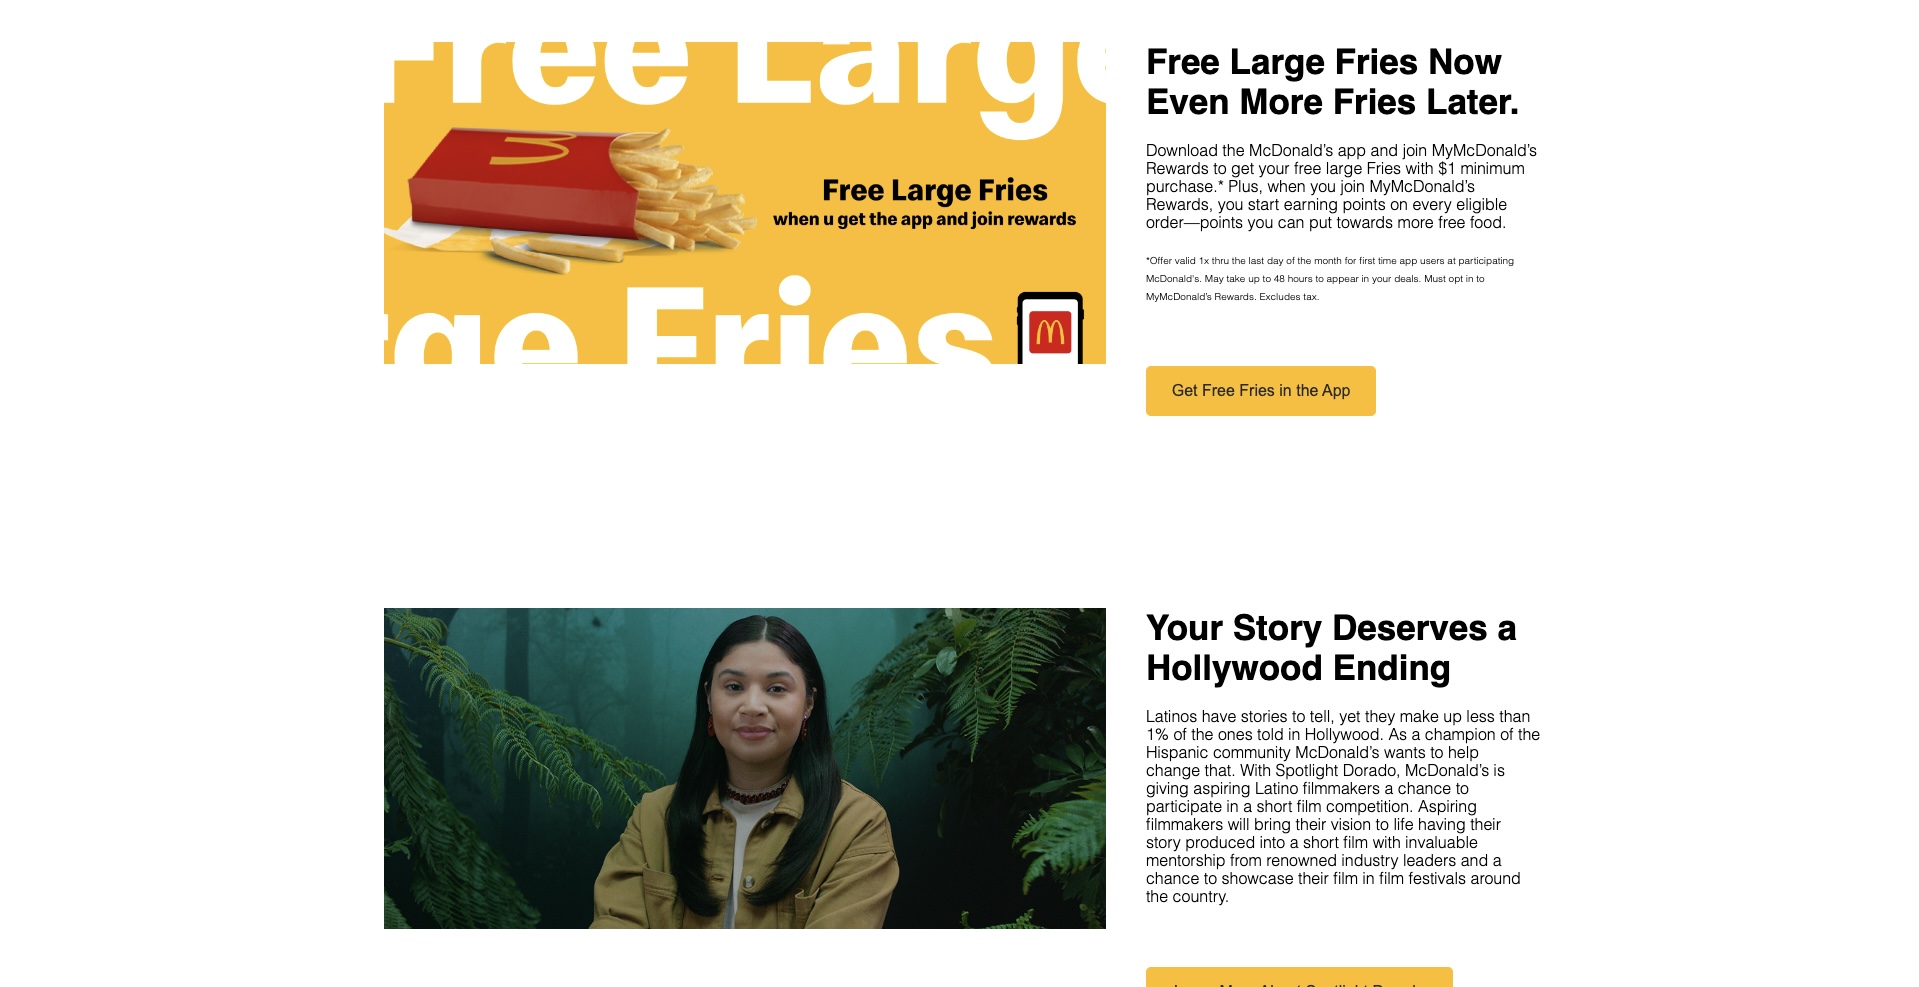 Free Large
Free Large Fries
when u get the app and join rewards
rge Fries
Free Large Fries Now
Even More Fries Later.
Download the McDonald’s app and join MyMcDonald’s
Rewards to get your free large Fries with $1 minimum
purchase.* Plus, when you join MyMcDonald’s
Rewards, you start earning points on every eligible
order—points you can put towards more free food.
*Offer valid 1x thru the last day of the month for first time app users at participating
McDonald's. May take up to 48 hours to appear in your deals. Must opt in to
MyMcDonald’s Rewards. Excludes tax.
Get Free Fries in the App
Your Story Deserves a
Hollywood Ending
Latinos have stories to tell, yet they make up less than
1% of the ones told in Hollywood. As a champion of the
Hispanic community McDonald’s wants to help
change that. With Spotlight Dorado, McDonald’s is
giving aspiring Latino filmmakers a chance to
participate in a short film competition. Aspiring
filmmakers will bring their vision to life having their
story produced into a short film with invaluable
mentorship from renowned industry leaders and a
chance to showcase their film in film festivals around
the country.